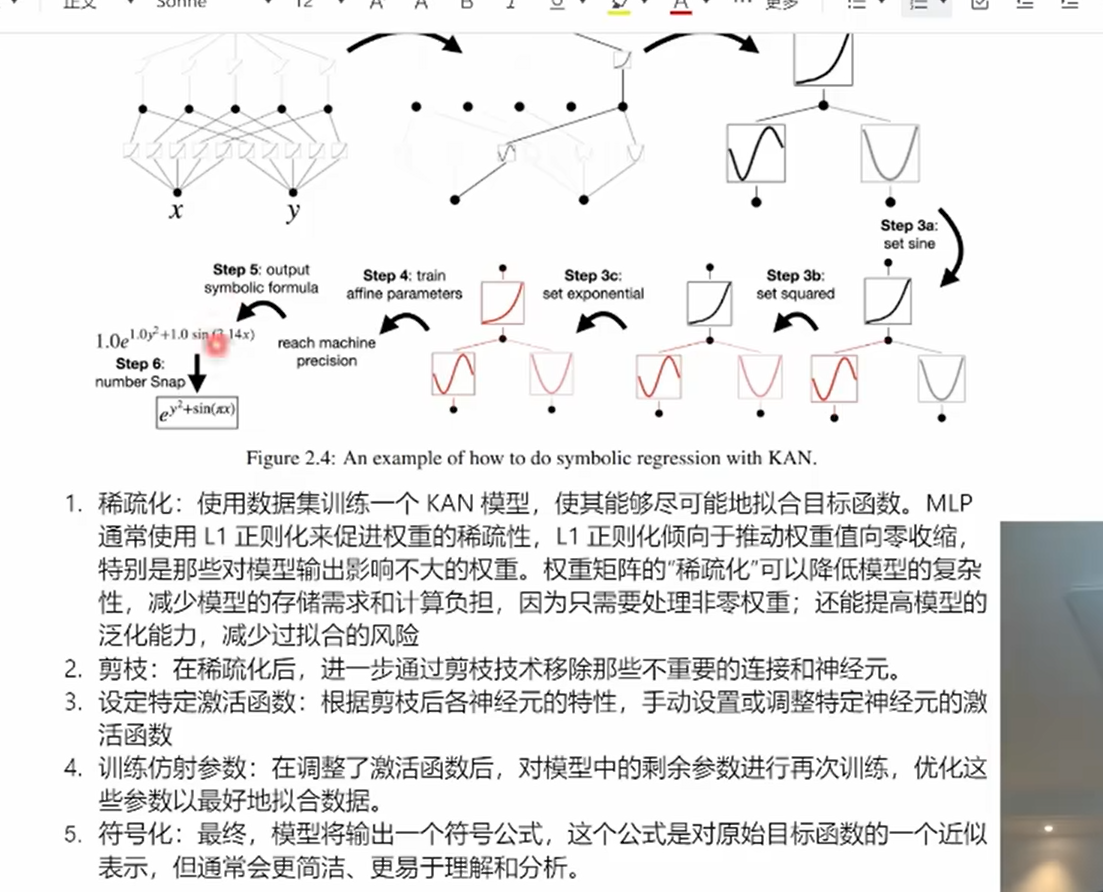 正文 Sohne 12 A A B I U A 更多
x y
Step 3a:
set sine
Step 5: output
symbolic formula
Step 4: train
affine parameters
Step 3c:
set exponential
Step 3b:
set squared
1.0e^1.0y²+1.0 sin 14x)
reach machine
precision
Step 6:
number Snap
e^y²+sin(πx)
Figure 2.4: An example of how to do symbolic regression with KAN.
1. 稀疏化：使用数据集训练一个 KAN 模型，使其能够尽可能地拟合目标函数。MLP
通常使用 L1 正则化来促进权重的稀疏性，L1 正则化倾向于推动权重值向零收缩，
特别是那些对模型输出影响不大的权重。权重矩阵的“稀疏化”可以降低模型的复杂
性，减少模型的存储需求和计算负担，因为只需要处理非零权重；还能提高模型的
泛化能力，减少过拟合的风险
2. 剪枝：在稀疏化后，进一步通过剪枝技术移除那些不重要的连接和神经元。
3. 设定特定激活函数：根据剪枝后各神经元的特性，手动设置或调整特定神经元的激
活函数
4. 训练仿射参数：在调整了激活函数后，对模型中的剩余参数进行再次训练，优化这
些参数以最好地拟合数据。
5. 符号化：最终，模型将输出一个符号公式，这个公式是对原始目标函数的一个近似
表示，但通常会更简洁、更易于理解和分析。